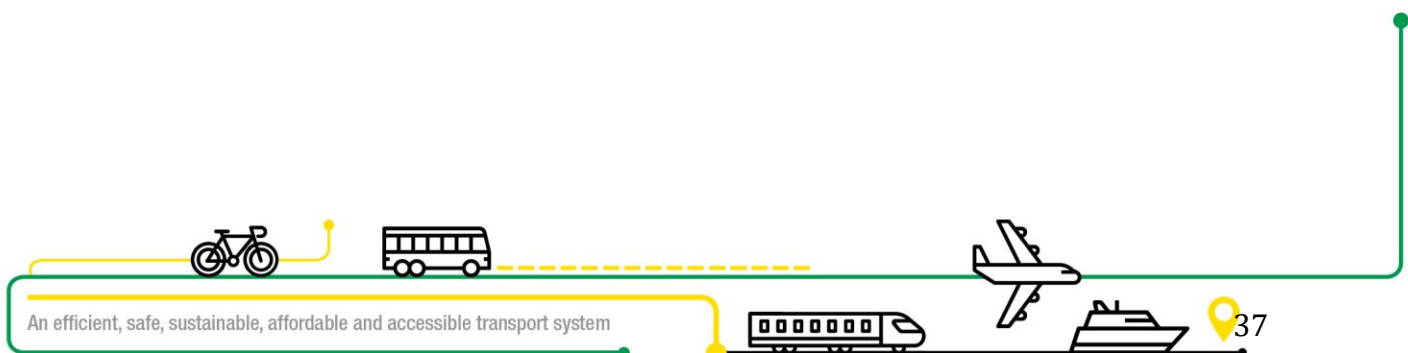 An efficient, safe, sustainable, affordable and accessible transport system
37